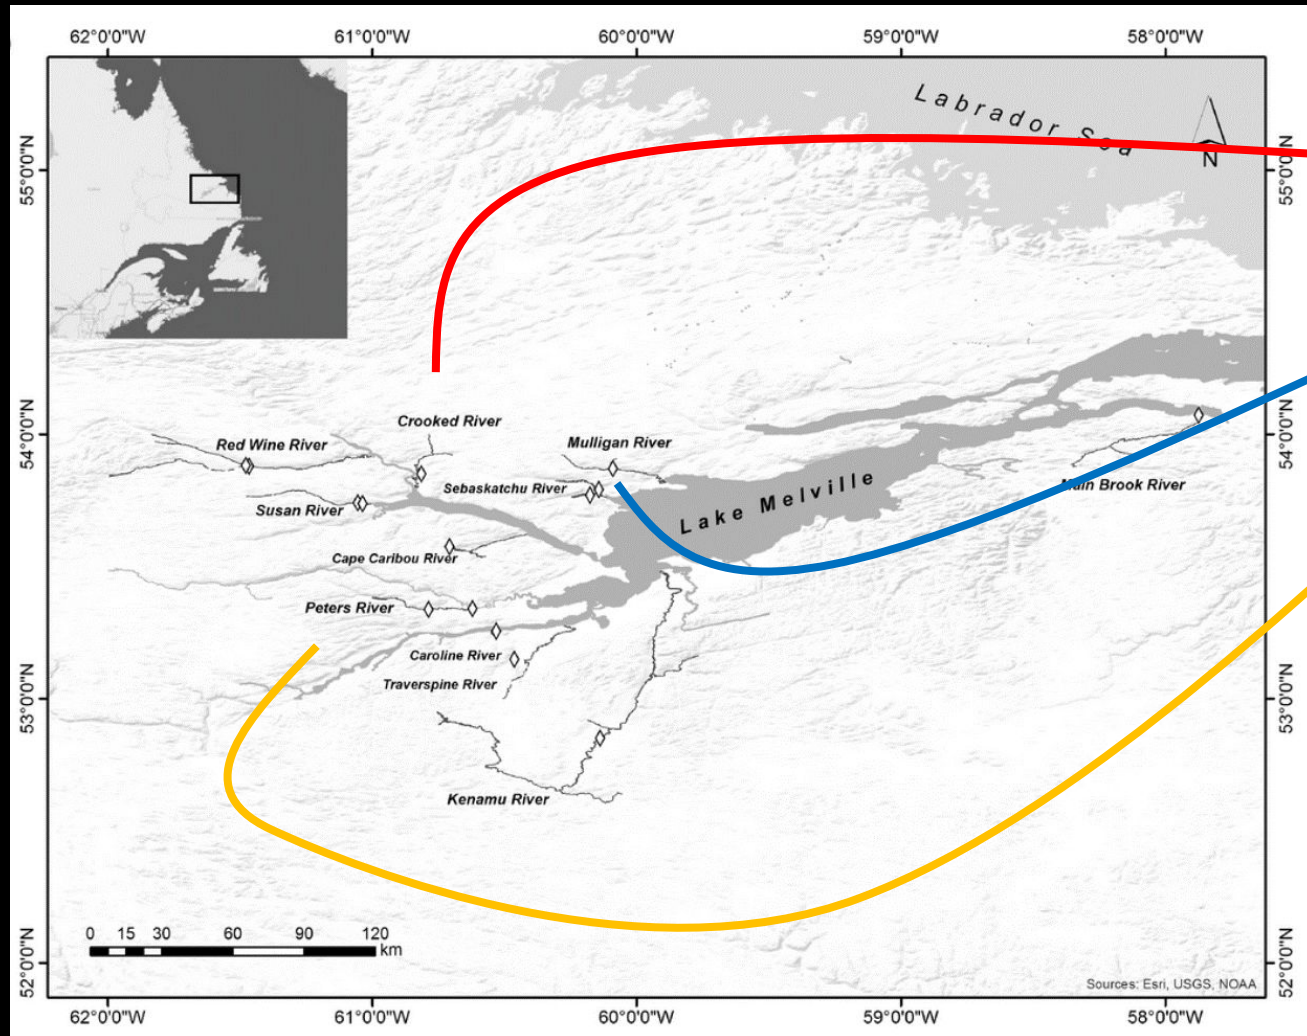 62°0'0"W 61°0'0"W 60°0'0"W 59°0'0"W 58°0'0"W
55°0'0"N
55°0'0"N
Labrador Sea
N
54°0'0"N
54°0'0"N
Crooked River
Red Wine River
Mulligan River
Sebaskatchu River
Lake Melville
Main Brook River
Susan River
Cape Caribou River
Peters River
Caroline River
Traverspine River
53°0'0"N
53°0'0"N
Kenamu River
0 15 30 60 90 120
km
52°0'0"N
52°0'0"N
Sources: Esri, USGS, NOAA
62°0'0"W 61°0'0"W 60°0'0"W 59°0'0"W 58°0'0"W